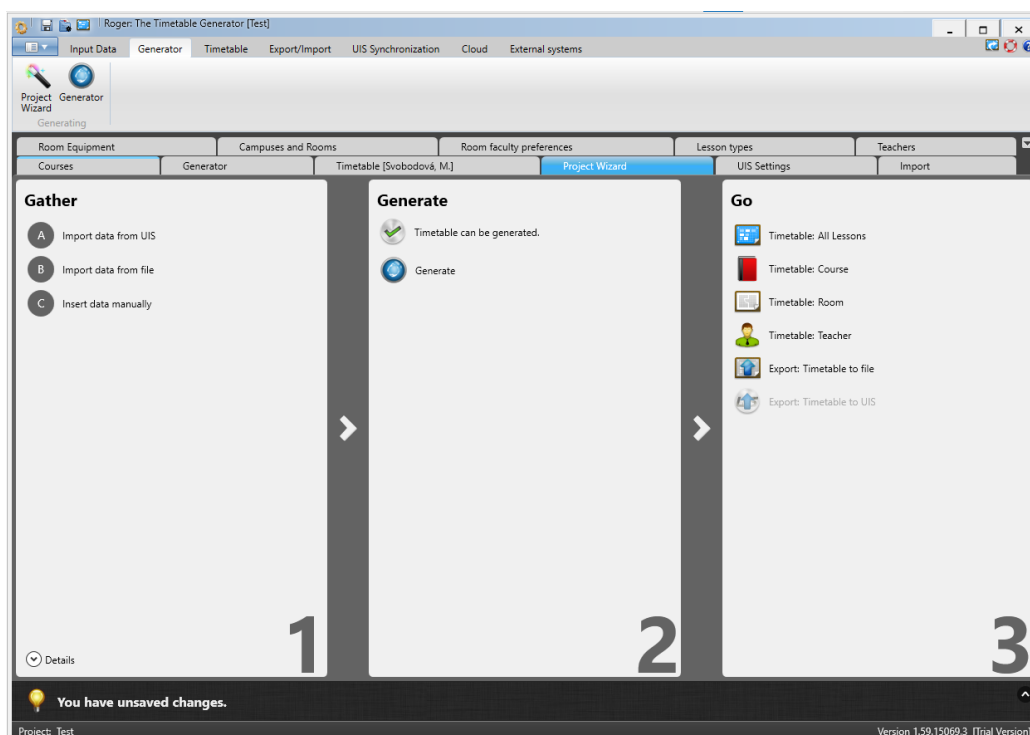 Roger: The Timetable Generator [Test]
Input Data Generator Timetable Export/Import UIS Synchronization Cloud External systems
Project Wizard
Generator
Generating
Room Equipment Campuses and Rooms Room faculty preferences Lesson types Teachers
Courses Generator Timetable [Svobodová, M.] Project Wizard UIS Settings Import
Gather
A Import data from UIS
B Import data from file
C Insert data manually
Details
1
Generate
Timetable can be generated.
Generate
2
Go
Timetable: All Lessons
Timetable: Course
Timetable: Room
Timetable: Teacher
Export: Timetable to file
Export: Timetable to UIS
3
You have unsaved changes.
Project: Test
Version 1.59.15069.3 [Trial Version]